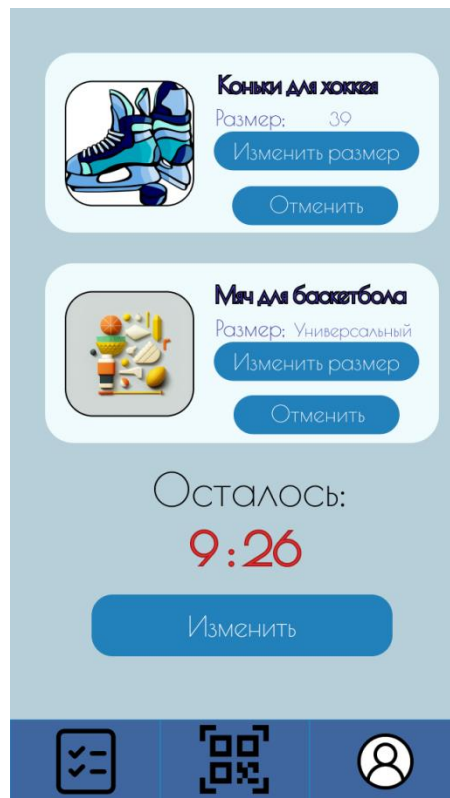 Коньки для хоккея
Размер: 39
Изменить размер
Отменить
Мяч для баскетбола
Размер: Универсальный
Изменить размер
Отменить
Осталось:
9:26
Изменить